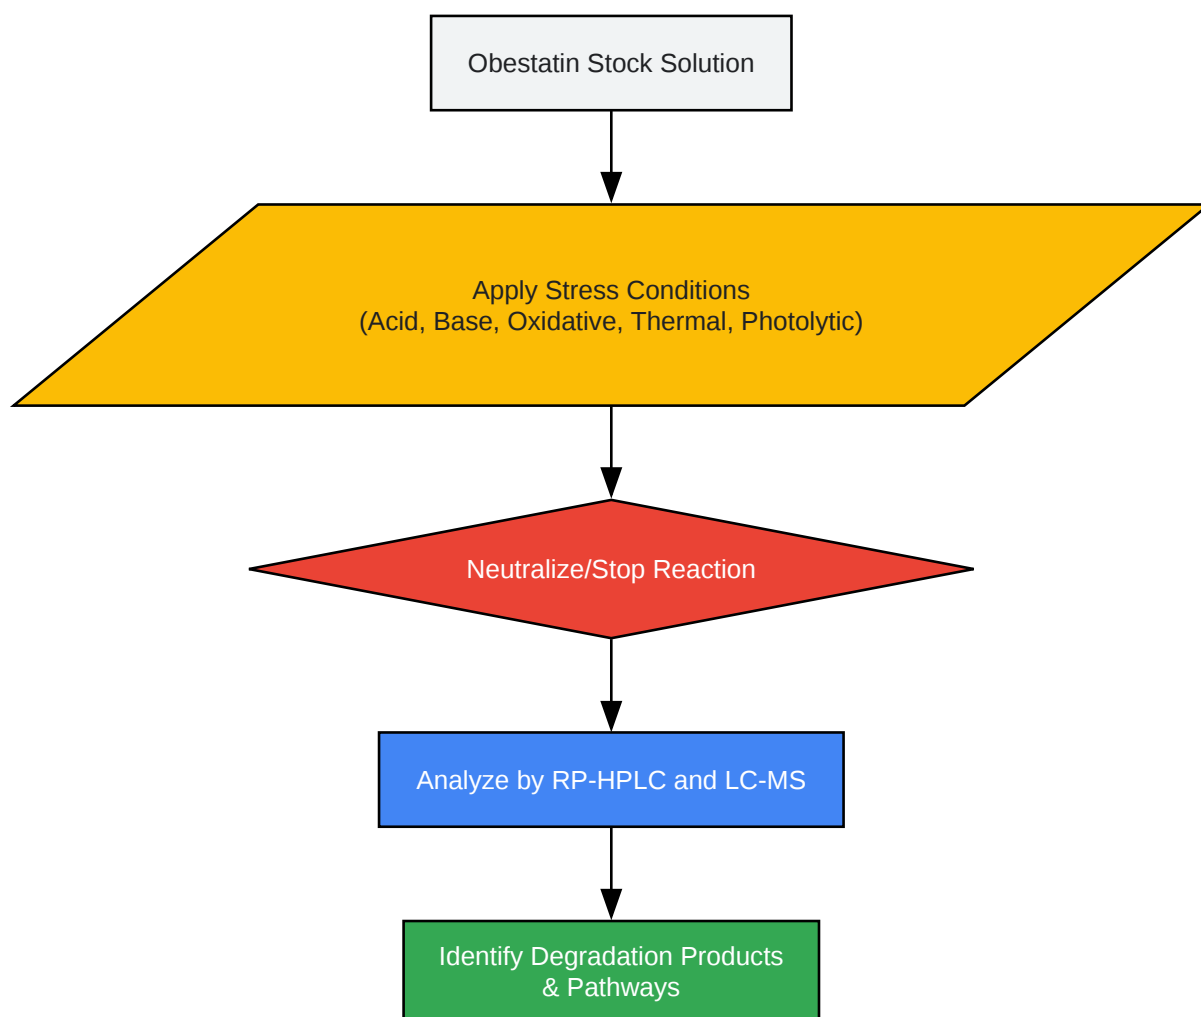 Obestatin Stock Solution
Apply Stress Conditions
(Acid, Base, Oxidative, Thermal, Photolytic)
Neutralize/Stop Reaction
Analyze by RP-HPLC and LC-MS
Identify Degradation Products
& Pathways